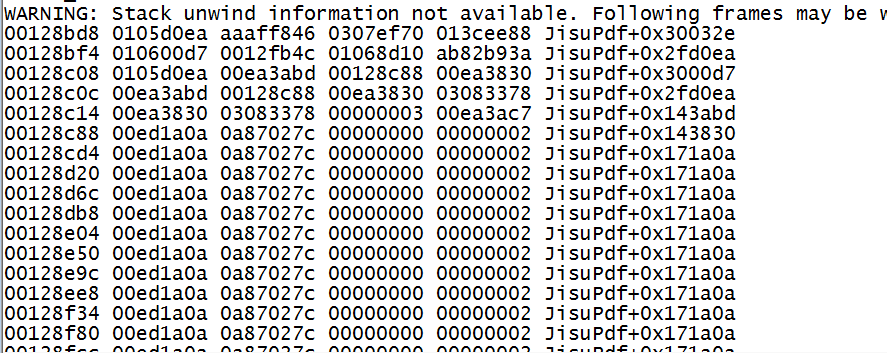 WARNING: Stack unwind information not available. Following frames may be w
00128bd8 0105d0ea aaaff846 0307ef70 013cee88 JisuPdf+0x30032e
00128bf4 010600d7 0012fb4c 01068d10 ab82b93a JisuPdf+0x2fd0ea
00128c08 0105d0ea 00ea3abd 00128c88 00ea3830 JisuPdf+0x3000d7
00128c0c 00ea3abd 00128c88 00ea3830 03083378 JisuPdf+0x2fd0ea
00128c14 00ea3830 03083378 00000003 00ea3ac7 JisuPdf+0x143abd
00128c88 00ed1a0a 0a87027c 00000000 00000002 JisuPdf+0x143830
00128cd4 00ed1a0a 0a87027c 00000000 00000002 JisuPdf+0x171a0a
00128d20 00ed1a0a 0a87027c 00000000 00000002 JisuPdf+0x171a0a
00128d6c 00ed1a0a 0a87027c 00000000 00000002 JisuPdf+0x171a0a
00128db8 00ed1a0a 0a87027c 00000000 00000002 JisuPdf+0x171a0a
00128e04 00ed1a0a 0a87027c 00000000 00000002 JisuPdf+0x171a0a
00128e50 00ed1a0a 0a87027c 00000000 00000002 JisuPdf+0x171a0a
00128e9c 00ed1a0a 0a87027c 00000000 00000002 JisuPdf+0x171a0a
00128ee8 00ed1a0a 0a87027c 00000000 00000002 JisuPdf+0x171a0a
00128f34 00ed1a0a 0a87027c 00000000 00000002 JisuPdf+0x171a0a
00128f80 00ed1a0a 0a87027c 00000000 00000002 JisuPdf+0x171a0a